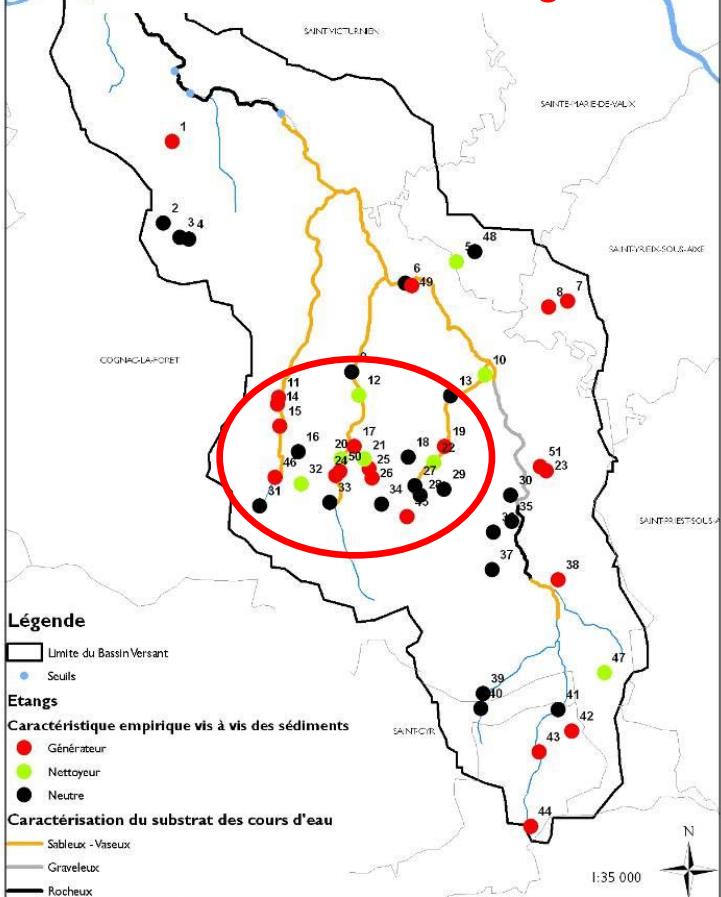 SAINT-VICTURNIEN
SAINTE-MARIE-DE-VAUX
1
2
3 4
48
5
SAINT-YRIEIX-SOUS-AIXE
6
49
7
8
COGNAC-LA-FORET
10
12
13
11
14
15
17
19
16
20
21
18
22
51
23
24
50
25
46
32
26
27
31
33
34
28
29
30
35
SAINT-PRIEST-SOUS-A
37
38
47
39
40
41
42
43
SAINT-CYR
44
Légende
Limite du Bassin Versant
Seuils
Etangs
Caractéristique empirique vis à vis des sédiments
Générateur
Nettoyeur
Neutre
Caractérisation du substrat des cours d'eau
Sableux - Vaseux
Graveleux
Rocheux
N
1:35 000